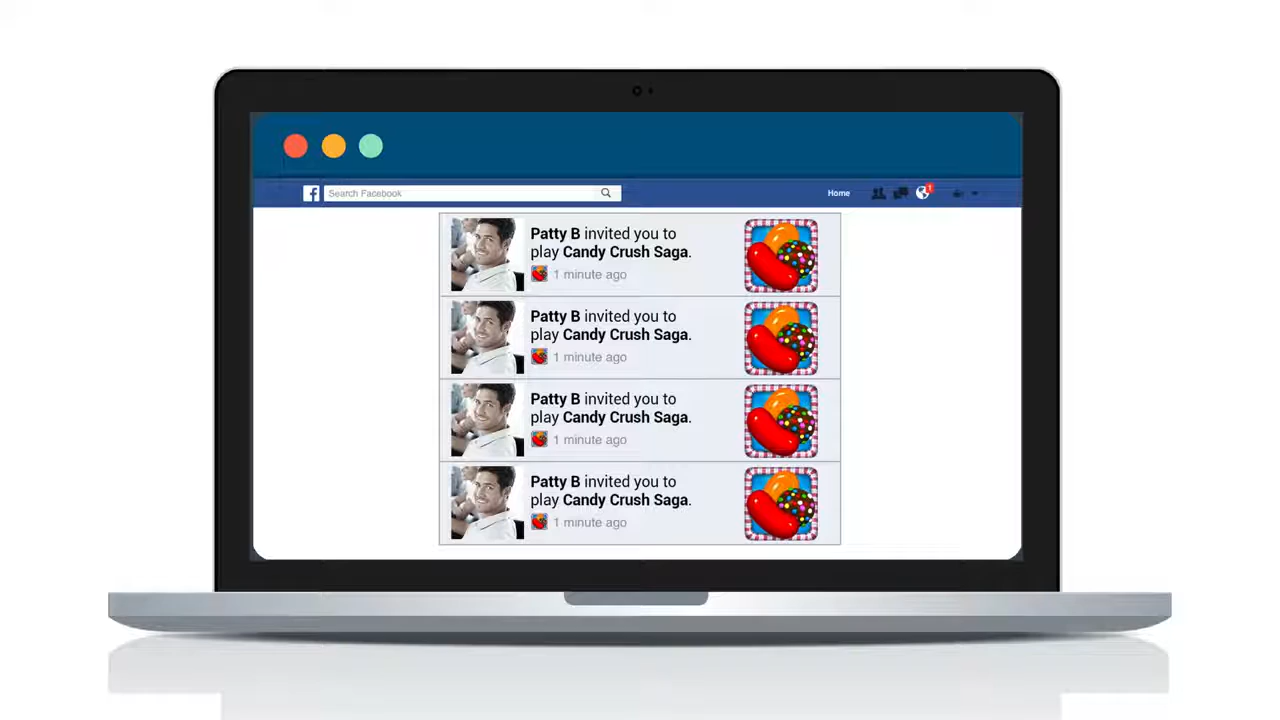 f Search Facebook Home 1
Patty B invited you to
play Candy Crush Saga.
1 minute ago
Patty B invited you to
play Candy Crush Saga.
1 minute ago
Patty B invited you to
play Candy Crush Saga.
1 minute ago
Patty B invited you to
play Candy Crush Saga.
1 minute ago